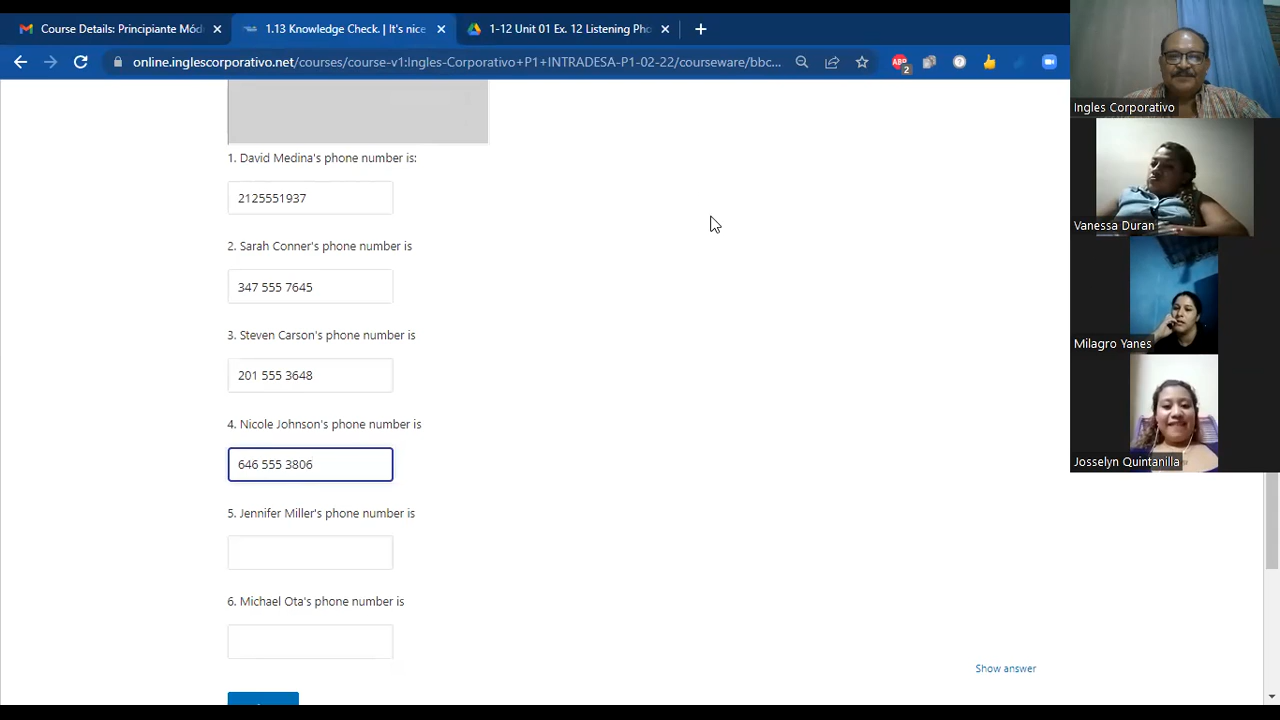 Course Details: Principiante Mód
1.13 Knowledge Check. | It's nice
1-12 Unit 01 Ex. 12 Listening Pho
online.inglescorporativo.net/courses/course-v1:Ingles-Corporativo+P1+INTRADESA-P1-02-22/courseware/bbc...
ABP
2
1. David Medina's phone number is:
2125551937
2. Sarah Conner's phone number is
347 555 7645
3. Steven Carson's phone number is
201 555 3648
4. Nicole Johnson's phone number is
646 555 3806
5. Jennifer Miller's phone number is
6. Michael Ota's phone number is
Show answer
Ingles Corporativo
Vanessa Duran
Milagro Yanes
Josselyn Quintanilla